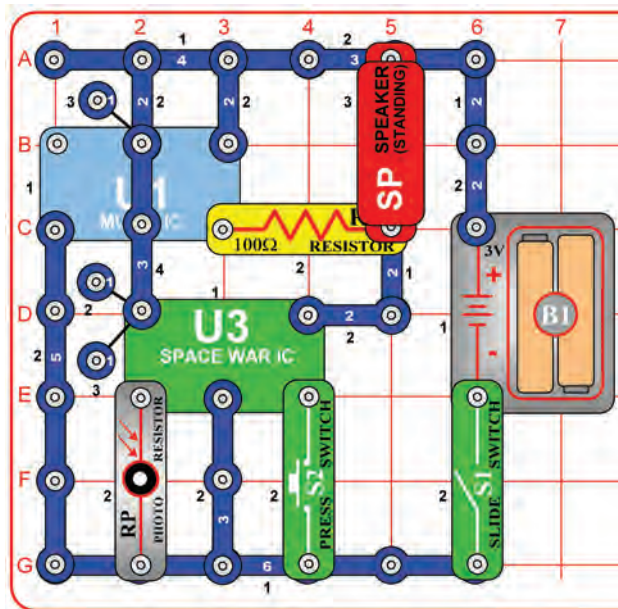 1 2 3 4 5 6 7
1 2
A 4 3
3 1 2 2 2 2 3 1 2
SPEAKER
(STANDING)
SP
B
1 U1 2 2
C
100Ω RESISTOR
3V
2
3 4 2 1
+
2 1
D
U3 2 B1
SPACE WAR IC
1 2
-
2 5 1 3
E
RESISTOR
PHOTO
RP
SWITCH
PRESS
S2
SWITCH
SLIDE
S1
F
2 2 3 2 2
G 6
1